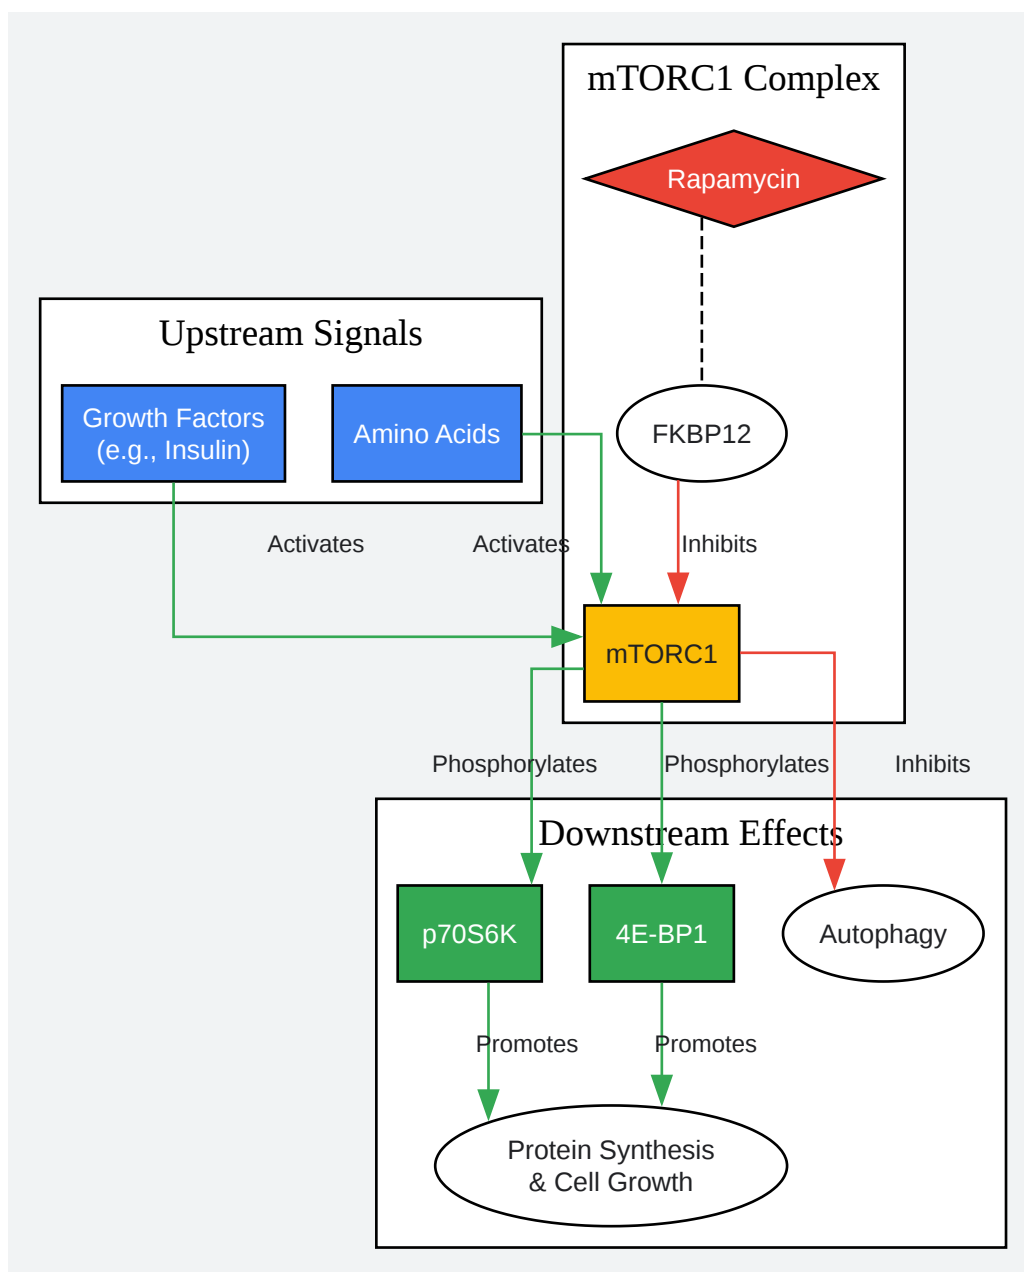 mTORC1 Complex
Rapamycin
Upstream Signals
Growth Factors
(e.g., Insulin)
Amino Acids
FKBP12
Activates
Activates
Inhibits
mTORC1
Phosphorylates
Phosphorylates
Inhibits
Downstream Effects
p70S6K
4E-BP1
Autophagy
Promotes
Promotes
Protein Synthesis
& Cell Growth